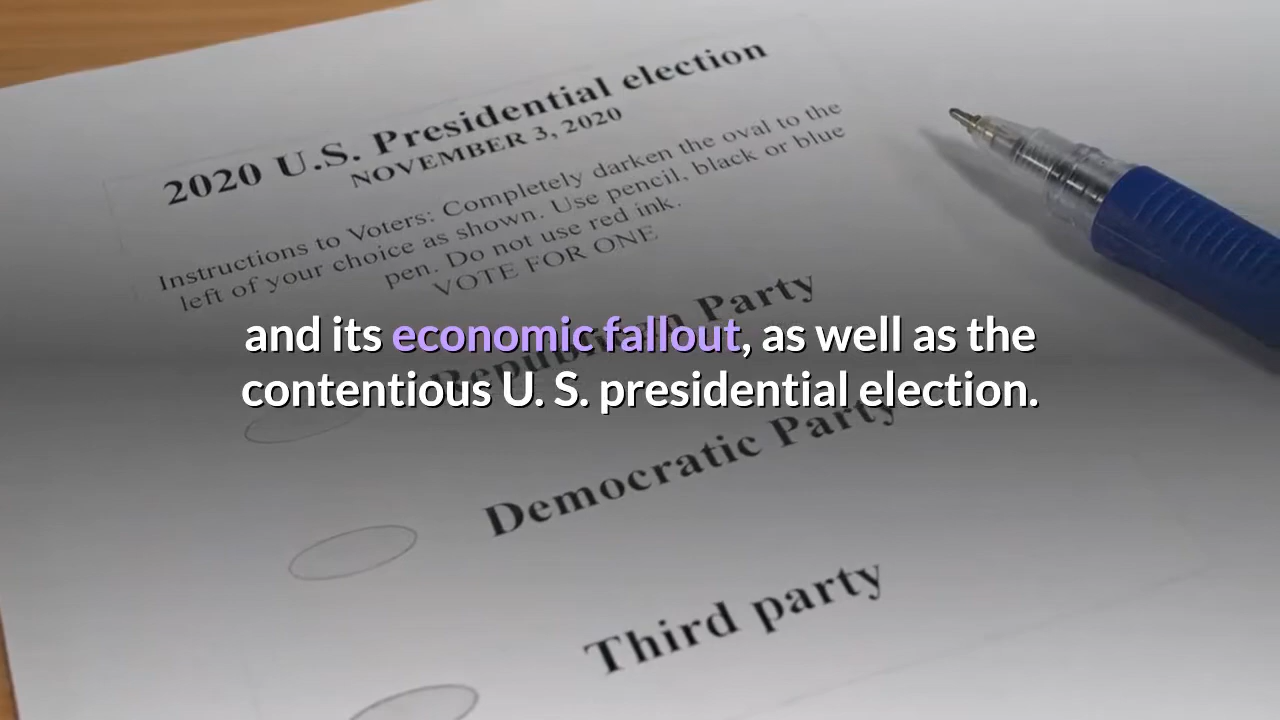 2020 U.S. Presidential election
NOVEMBER 3, 2020
Instructions to Voters: Completely darken the oval to the
left of your choice as shown. Use pencil, black or blue
pen. Do not use red ink.
VOTE FOR ONE
Republican Party
and its economic fallout, as well as the
contentious U. S. presidential election.
Democratic Party
Third party